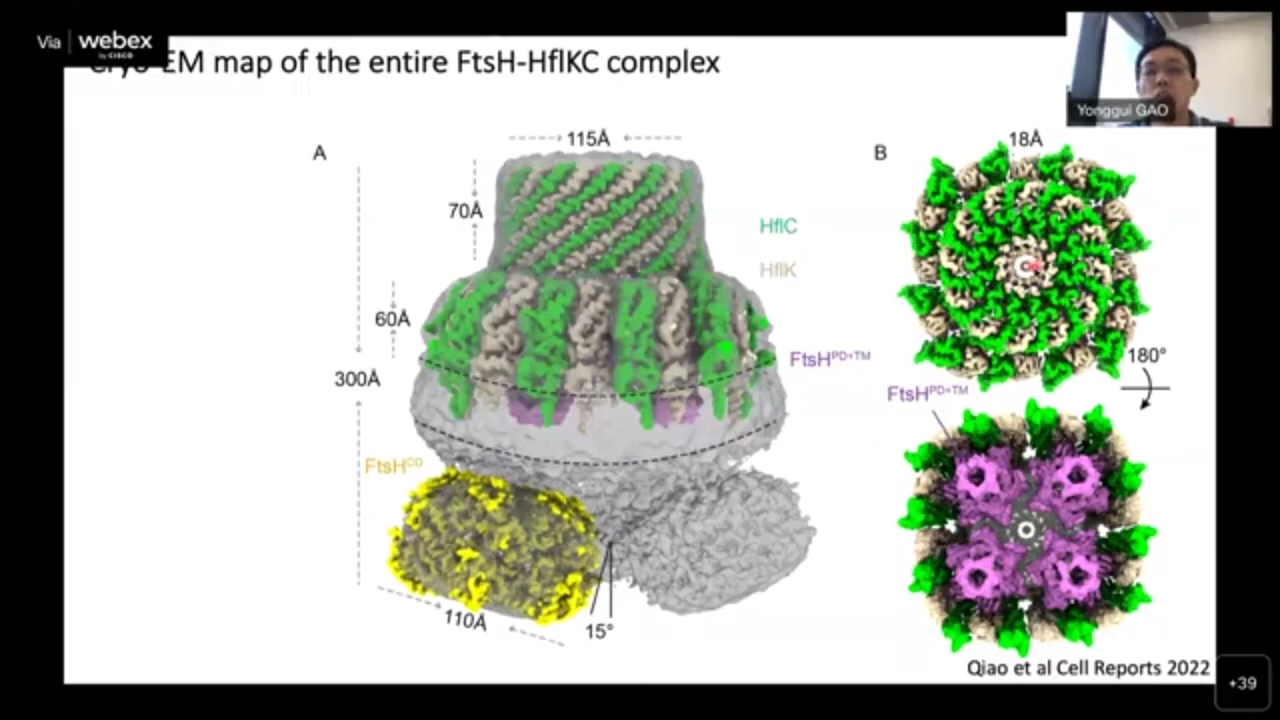 Via webex
by CISCO
Cryo-EM map of the entire FtsH-HflKC complex
Yonggui GAO
A
115Å
B
18Å
70Å
HflC
HflK
60Å
FtsHPD+TM
180°
300Å
FtsHPD+TM
FtsHCD
110Å
15°
Qiao et al Cell Reports 2022
+39